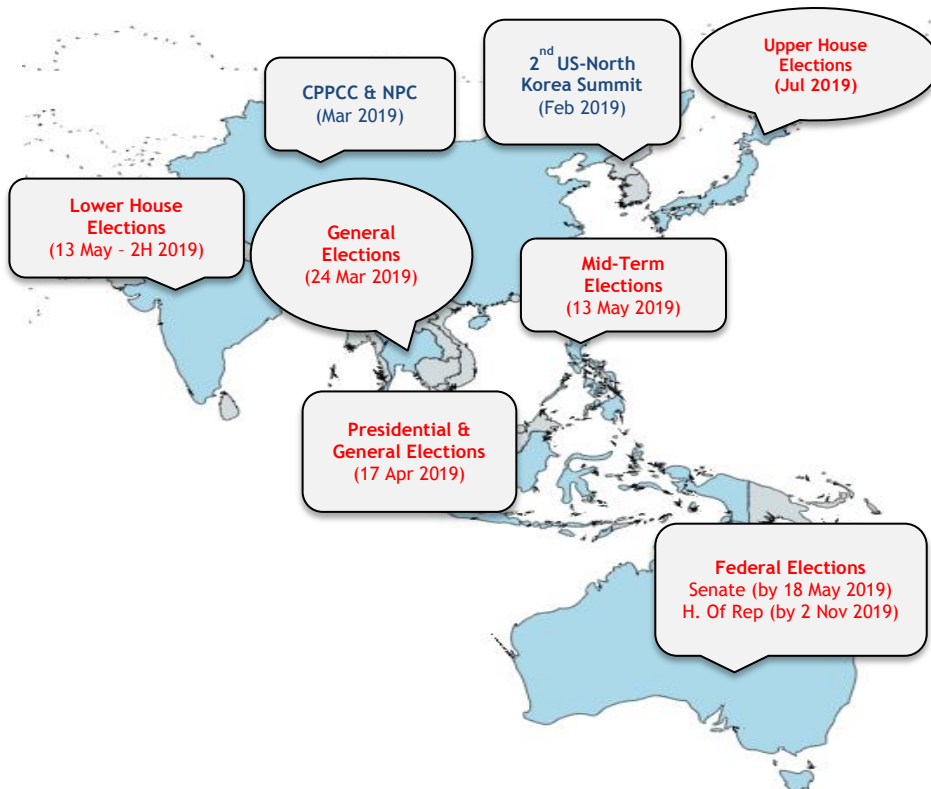 2nd US-North
Korea Summit
(Feb 2019)
Upper House
Elections
(Jul 2019)
CPPCC & NPC
(Mar 2019)
Lower House
Elections
(13 May – 2H 2019)
General
Elections
(24 Mar 2019)
Mid-Term
Elections
(13 May 2019)
Presidential &
General Elections
(17 Apr 2019)
Federal Elections
Senate (by 18 May 2019)
H. Of Rep (by 2 Nov 2019)